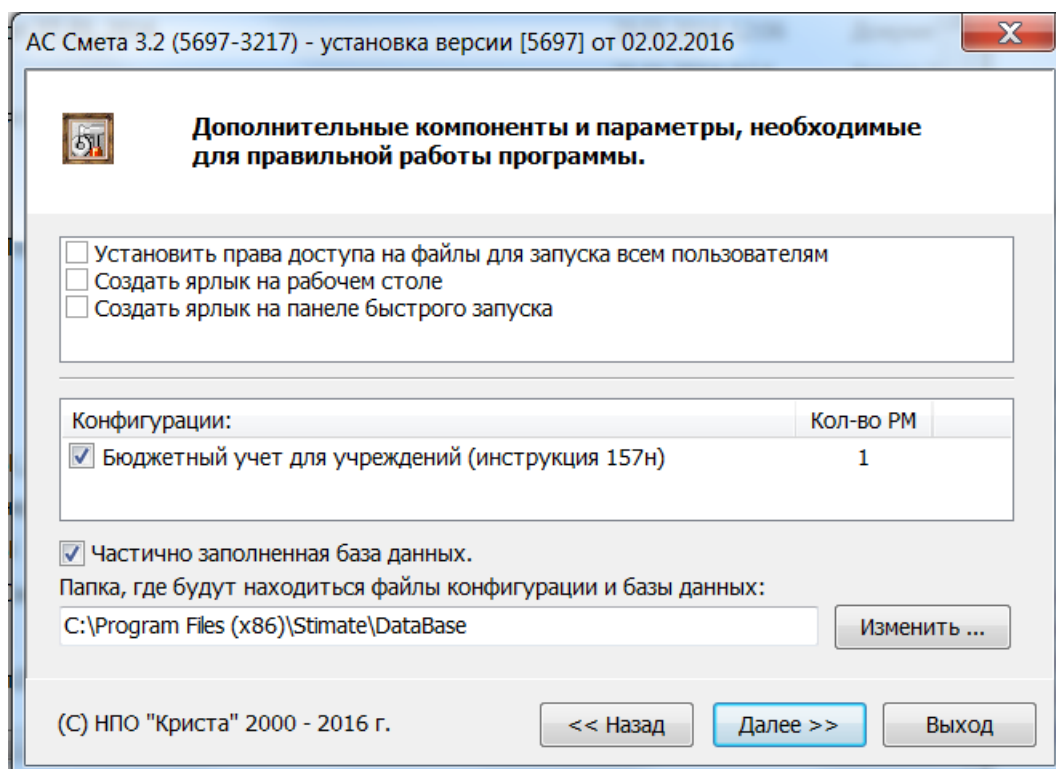 АС Смета 3.2 (5697-3217) - установка версии [5697] от 02.02.2016
Дополнительные компоненты и параметры, необходимые
для правильной работы программы.
Установить права доступа на файлы для запуска всем пользователям
Создать ярлык на рабочем столе
Создать ярлык на панеле быстрого запуска
Конфигурации: Кол-во РМ
Бюджетный учет для учреждений (инструкция 157н) 1
Частично заполненная база данных.
Папка, где будут находиться файлы конфигурации и базы данных:
C:\Program Files (x86)\Stimate\DataBase Изменить ...
(С) НПО "Криста" 2000 - 2016 г. << Назад Далее >> Выход